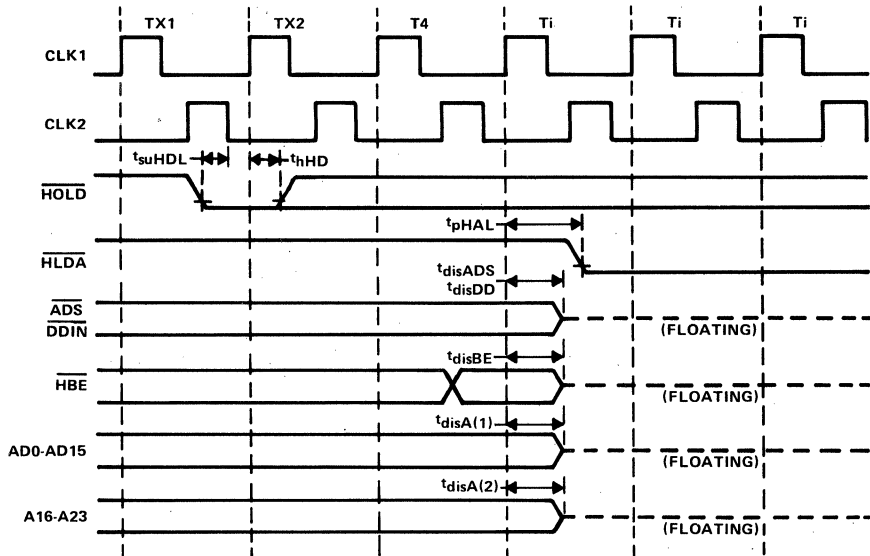 TX1 TX2 T4 Ti Ti Ti
CLK1
CLK2
tsuHDL thHD
HOLD
tpHAL
HLDA
tdisADS
tdisDD
ADS
DDIN
(FLOATING)
tdisBE
HBE
(FLOATING)
tdisA(1)
AD0-AD15
(FLOATING)
tdisA(2)
A16-A23
(FLOATING)